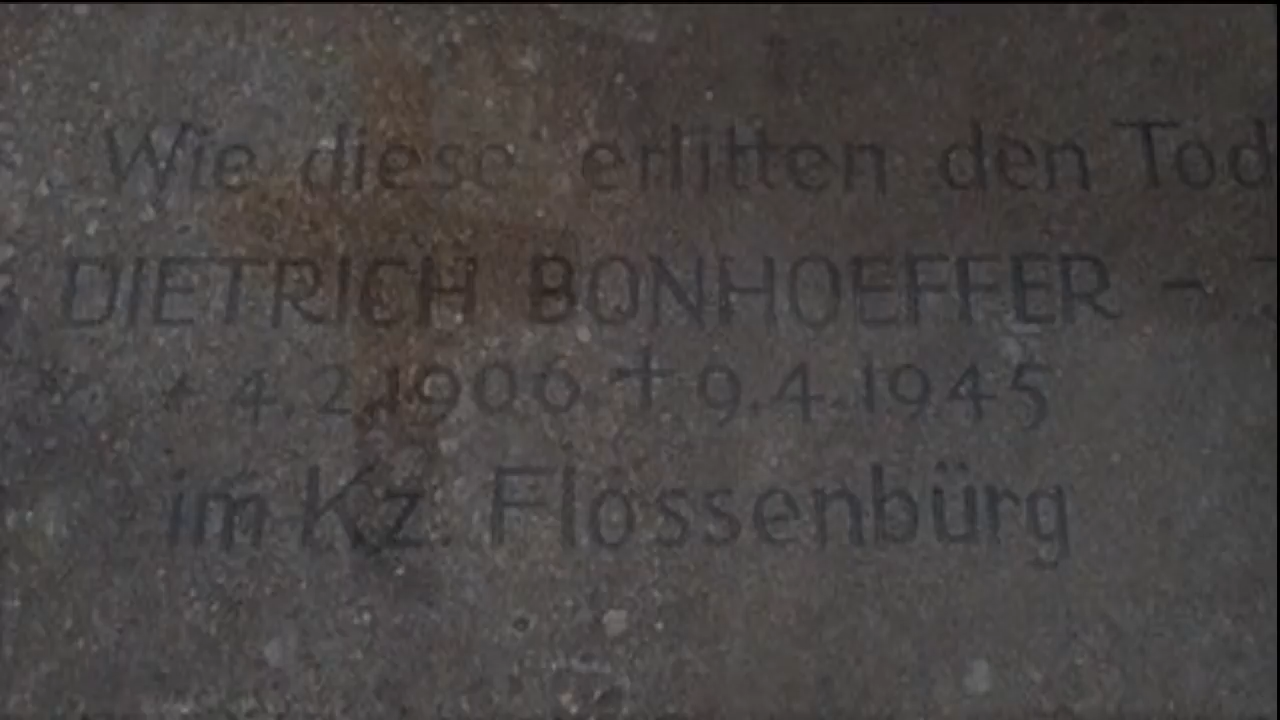 Wie diese erlitten den Tod
DIETRICH BONHOEFFER -
* 4.2.1906 † 9.4.1945
im Kz. Flossenbürg